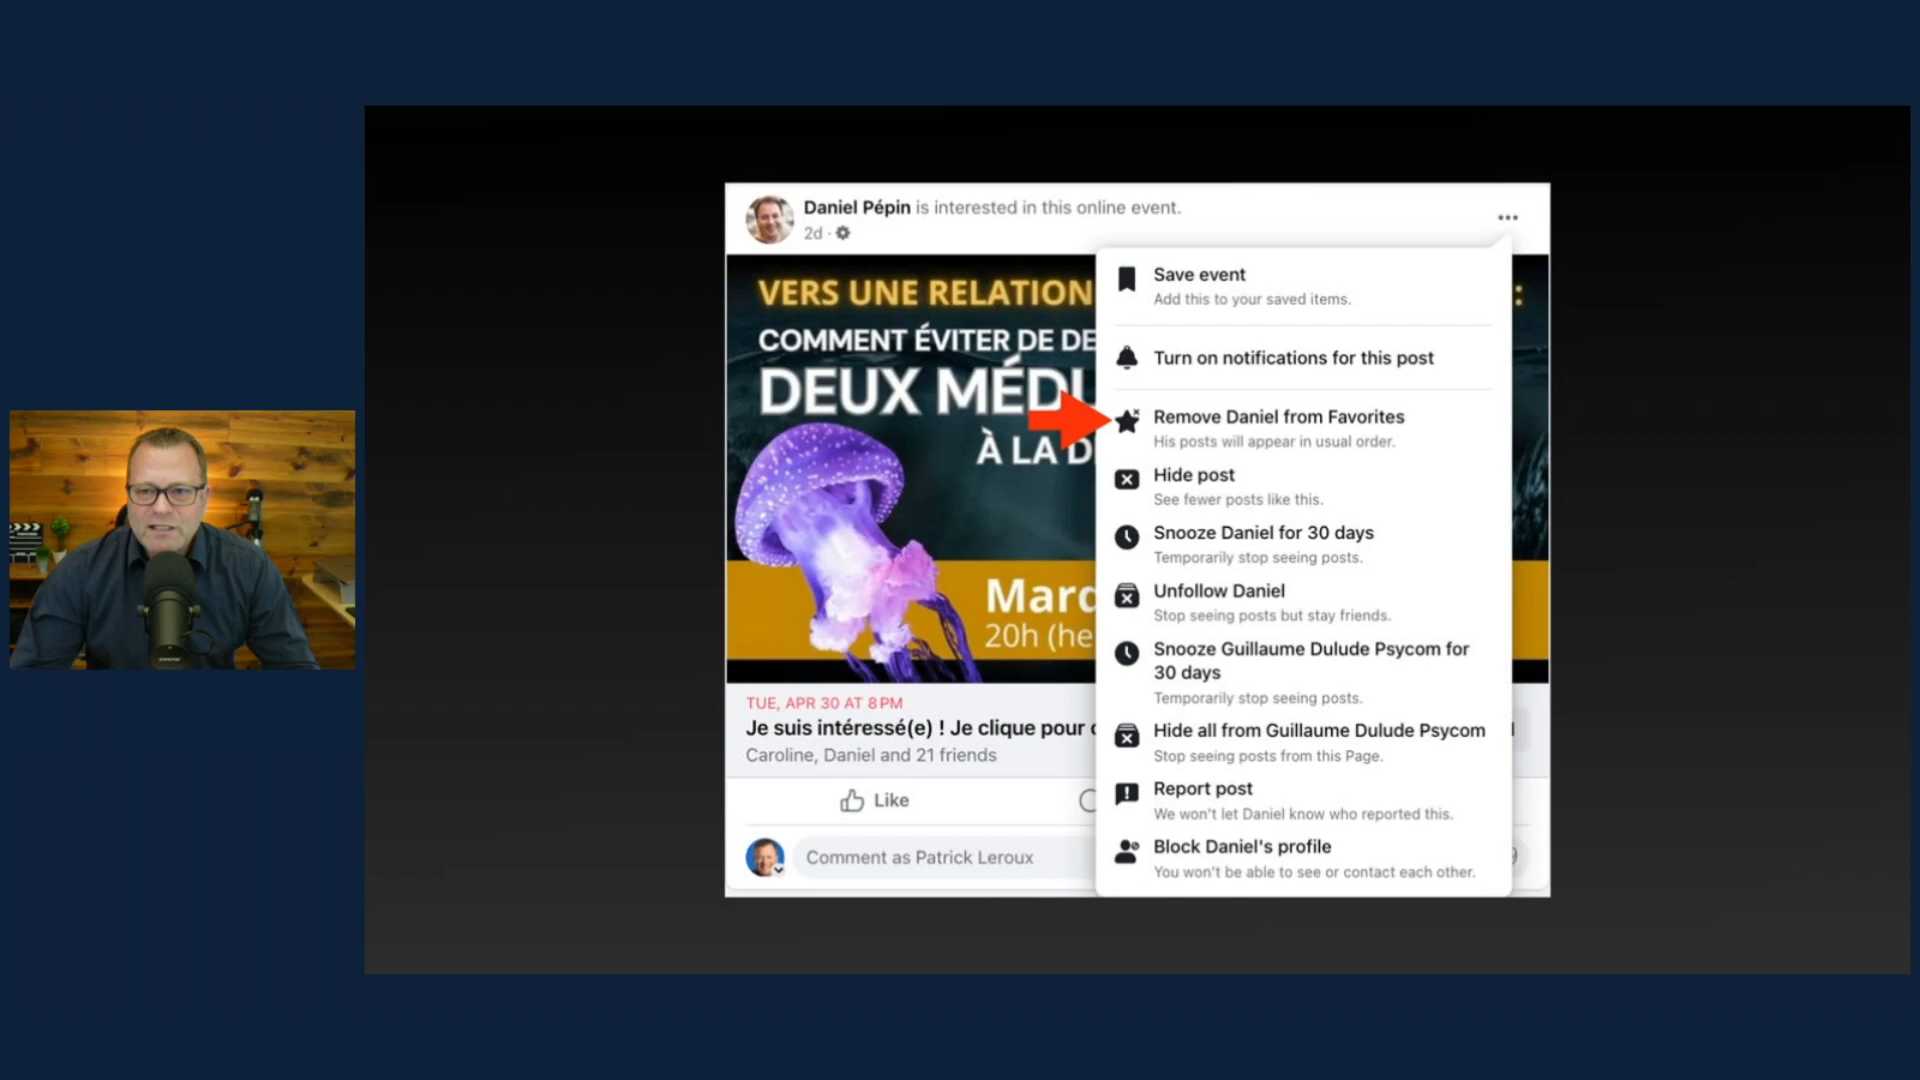 Daniel Pépin is interested in this online event.
2d ·
VERS UNE RELATION
:
COMMENT ÉVITER DE DE
DEUX MÉDU
À LA D
20h (he
TUE, APR 30 AT 8 PM
Je suis intéressé(e) ! Je clique pour
Caroline, Daniel and 21 friends
Like
Comment as Patrick Leroux
Save event
Add this to your saved items.
Turn on notifications for this post
Remove Daniel from Favorites
His posts will appear in usual order.
Hide post
See fewer posts like this.
Snooze Daniel for 30 days
Temporarily stop seeing posts.
Unfollow Daniel
Stop seeing posts but stay friends.
Snooze Guillaume Dulude Psycom for
30 days
Temporarily stop seeing posts.
Hide all from Guillaume Dulude Psycom
Stop seeing posts from this Page.
Report post
We won't let Daniel know who reported this.
Block Daniel's profile
You won't be able to see or contact each other.